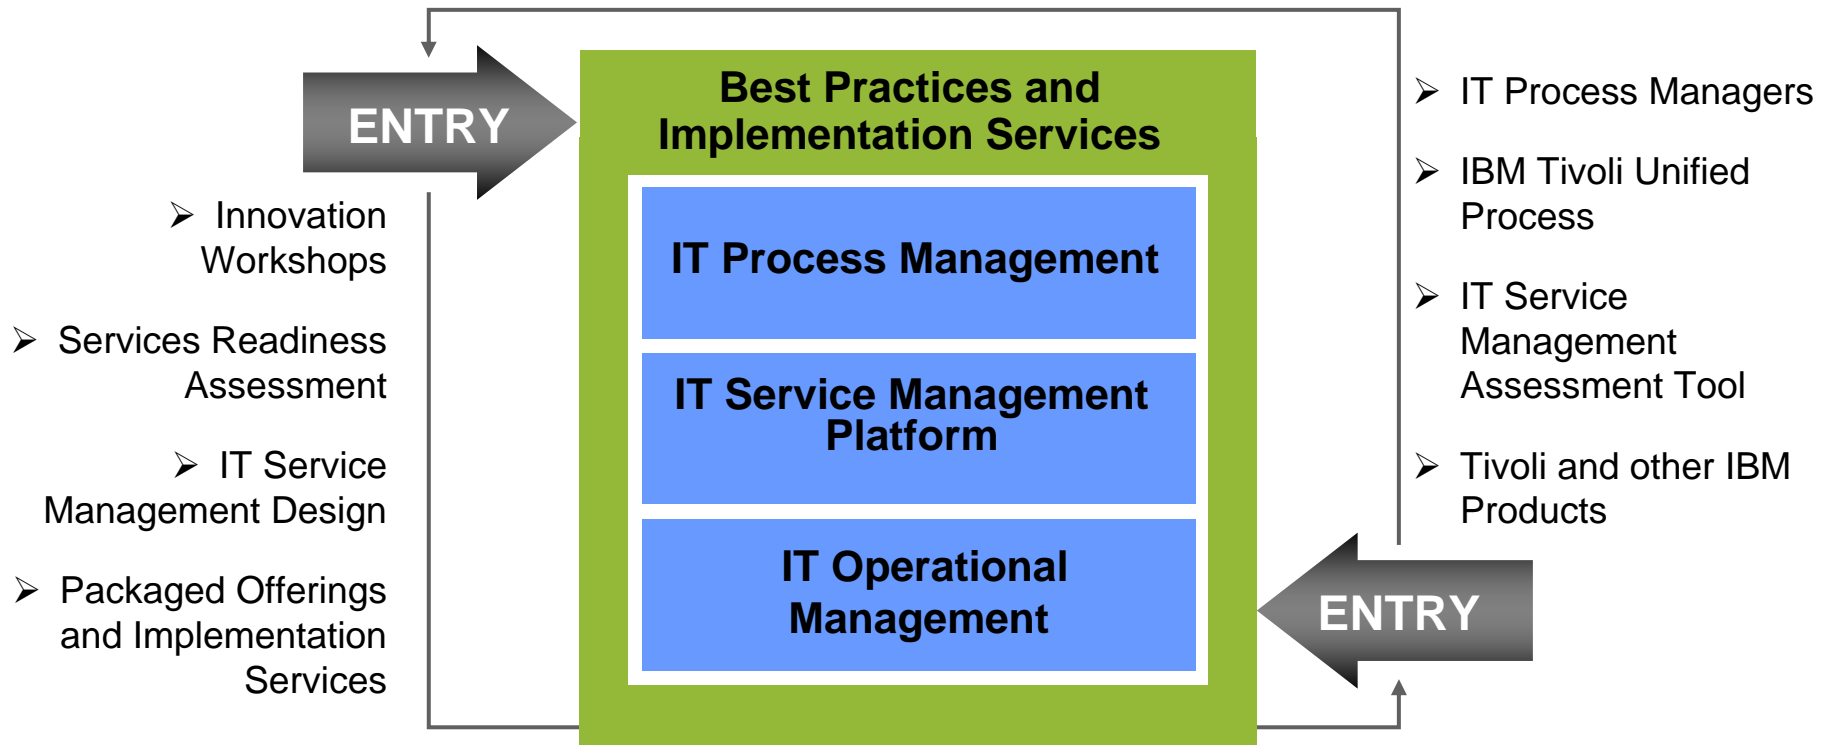 ENTRY
➢ Innovation
Workshops
➢ Services Readiness
Assessment
➢ IT Service
Management Design
➢ Packaged Offerings
and Implementation
Services
Best Practices and
Implementation Services
IT Process Management
IT Service Management
Platform
IT Operational
Management
➢ IT Process Managers
➢ IBM Tivoli Unified
Process
➢ IT Service
Management
Assessment Tool
➢ Tivoli and other IBM
Products
ENTRY